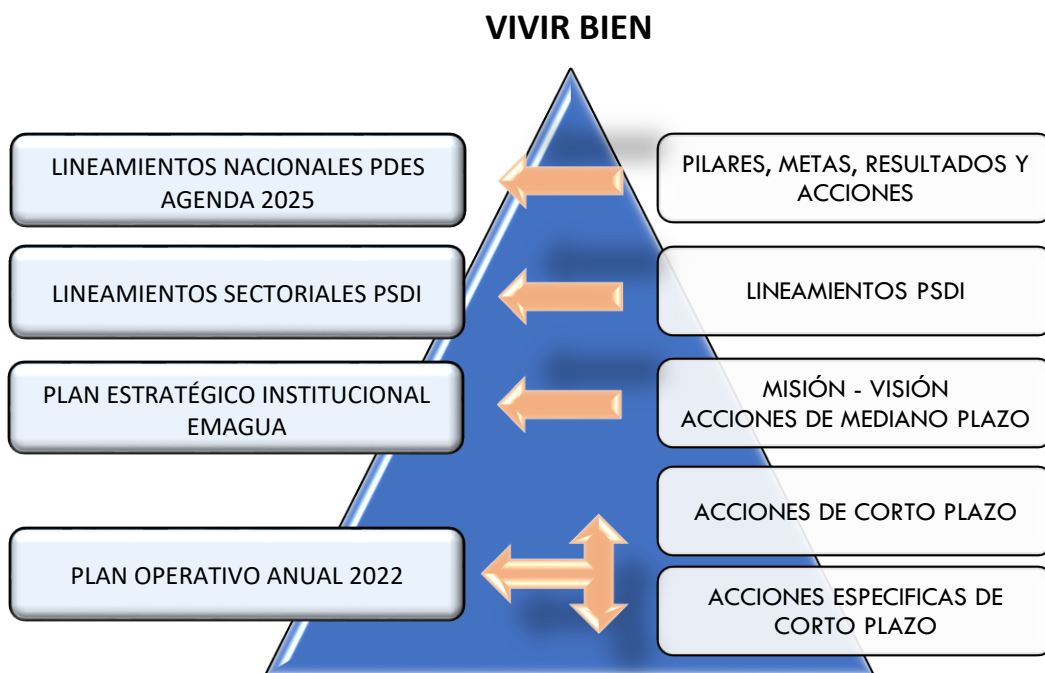 VIVIR BIEN
LINEAMIENTOS NACIONALES PDES
AGENDA 2025
PILARES, METAS, RESULTADOS Y
ACCIONES
LINEAMIENTOS SECTORIALES PSDI
LINEAMIENTOS PSDI
PLAN ESTRATÉGICO INSTITUCIONAL
EMAGUA
MISIÓN - VISIÓN
ACCIONES DE MEDIANO PLAZO
PLAN OPERATIVO ANUAL 2022
ACCIONES DE CORTO PLAZO
ACCIONES ESPECIFICAS DE
CORTO PLAZO